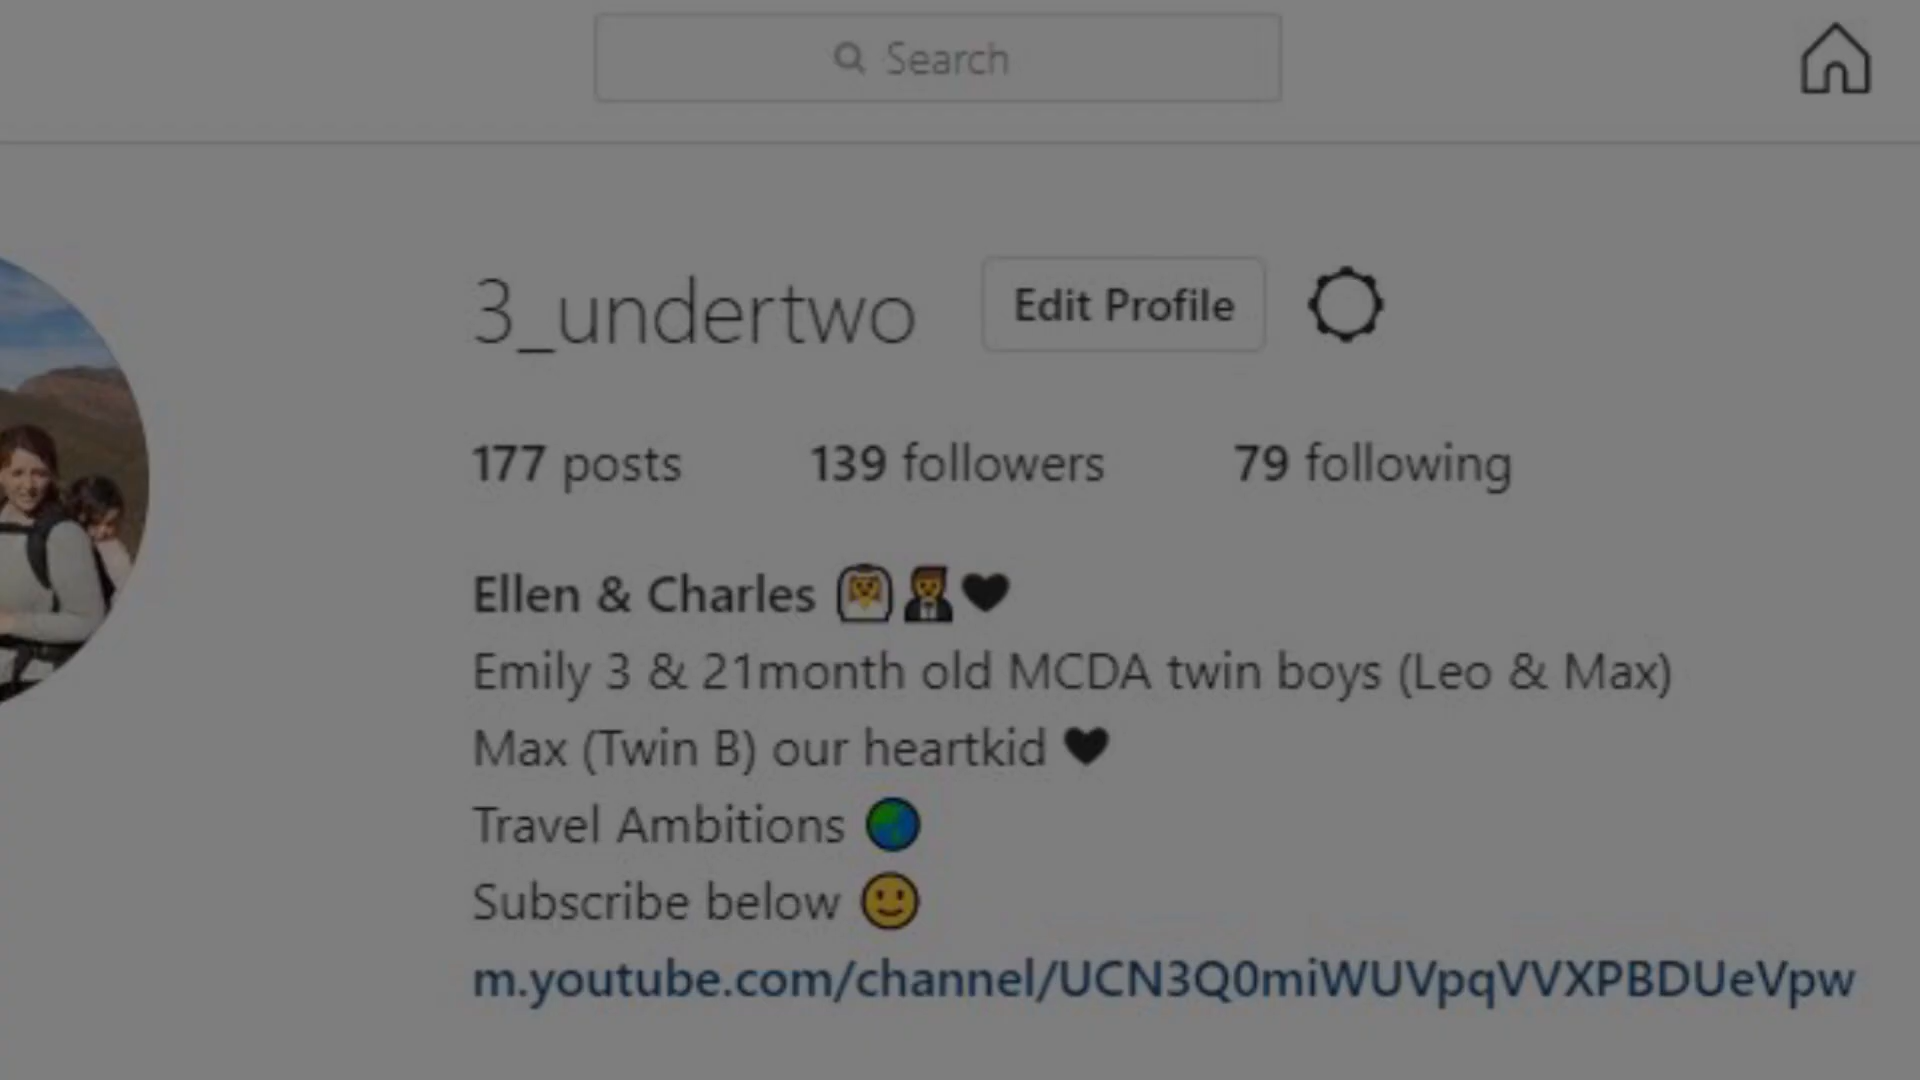 Search
3_undertwo Edit Profile
177 posts 139 followers 79 following
Ellen & Charles 👰🤵🖤
Emily 3 & 21month old MCDA twin boys (Leo & Max)
Max (Twin B) our heartkid 🖤
Travel Ambitions 🌏
Subscribe below 🙂
m.youtube.com/channel/UCN3Q0miWUVpqVVXPBDUeVpw